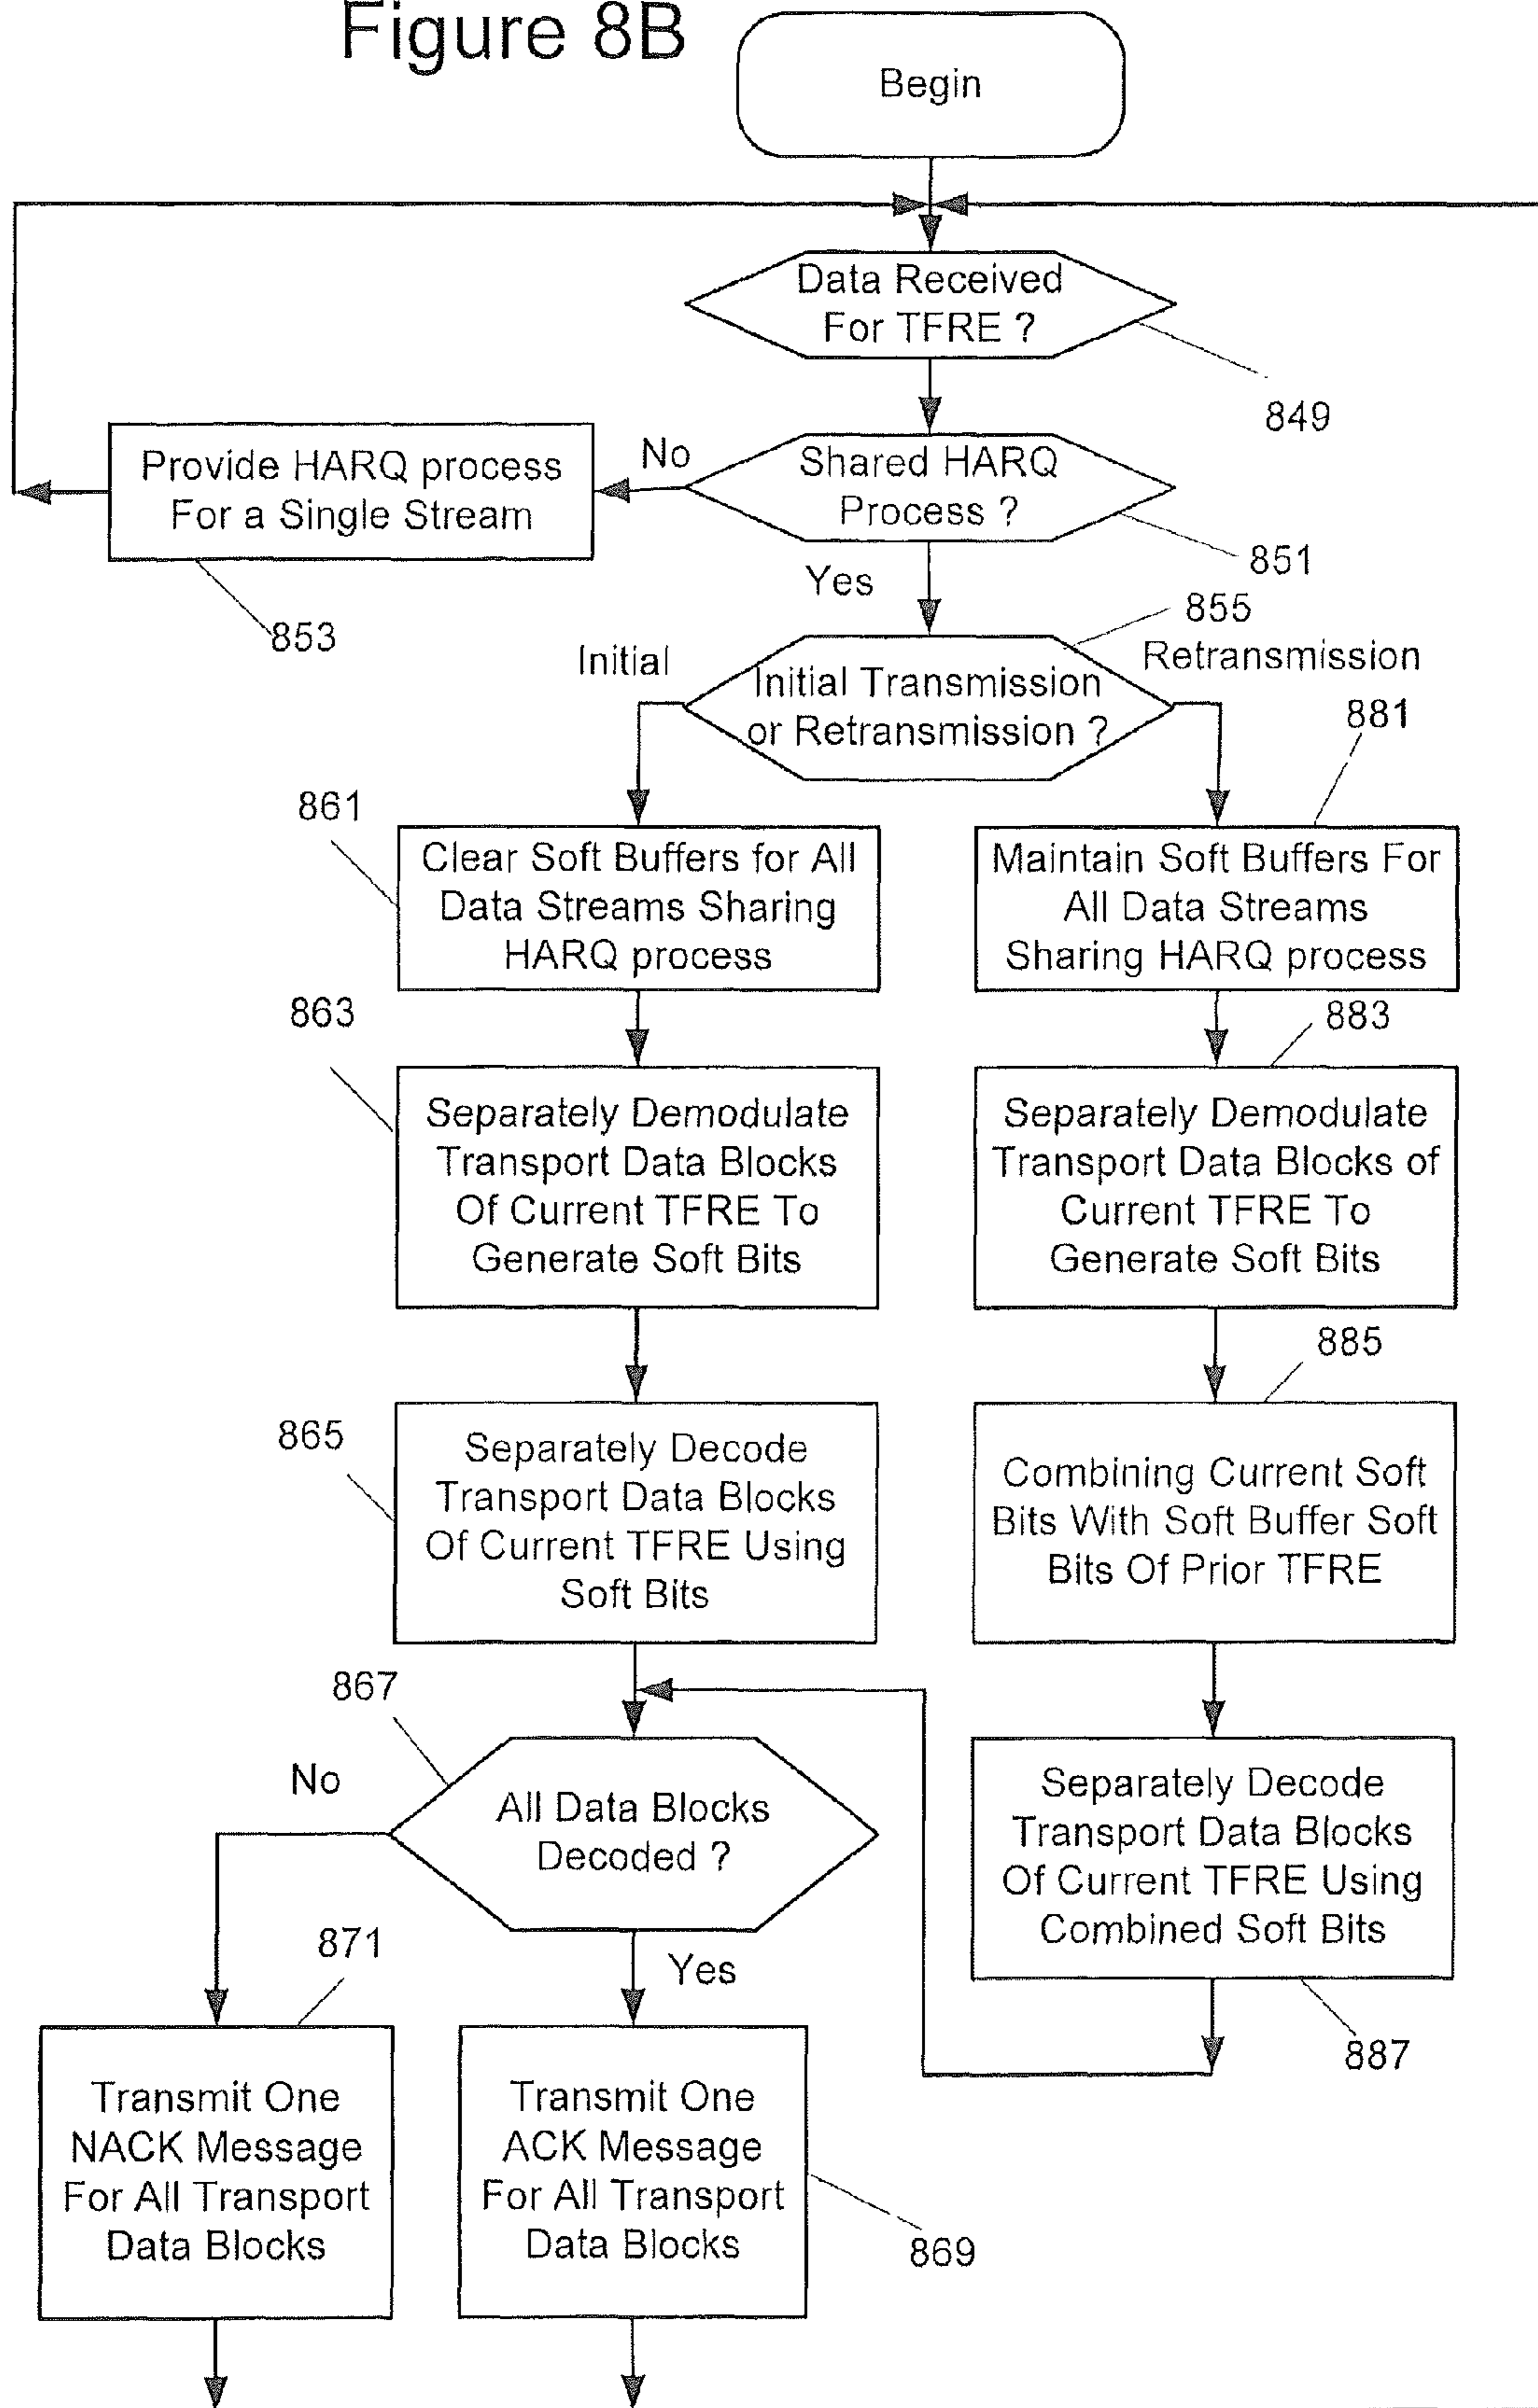 Figure 8B
Begin
Data Received
For TFRE ?
849
Provide HARQ process
For a Single Stream
No
Shared HARQ
Process ?
851
Yes
853
855
Initial
Retransmission
Initial Transmission
or Retransmission ?
881
861
Clear Soft Buffers for All
Data Streams Sharing
HARQ process
Maintain Soft Buffers For
All Data Streams
Sharing HARQ process
863
883
Separately Demodulate
Transport Data Blocks
Of Current TFRE To
Generate Soft Bits
Separately Demodulate
Transport Data Blocks of
Current TFRE To
Generate Soft Bits
885
865
Separately Decode
Transport Data Blocks
Of Current TFRE Using
Soft Bits
Combining Current Soft
Bits With Soft Buffer Soft
Bits Of Prior TFRE
867
No
All Data Blocks
Decoded ?
Separately Decode
Transport Data Blocks
Of Current TFRE Using
Combined Soft Bits
871
Yes
887
Transmit One
NACK Message
For All Transport
Data Blocks
Transmit One
ACK Message
For All Transport
Data Blocks
869